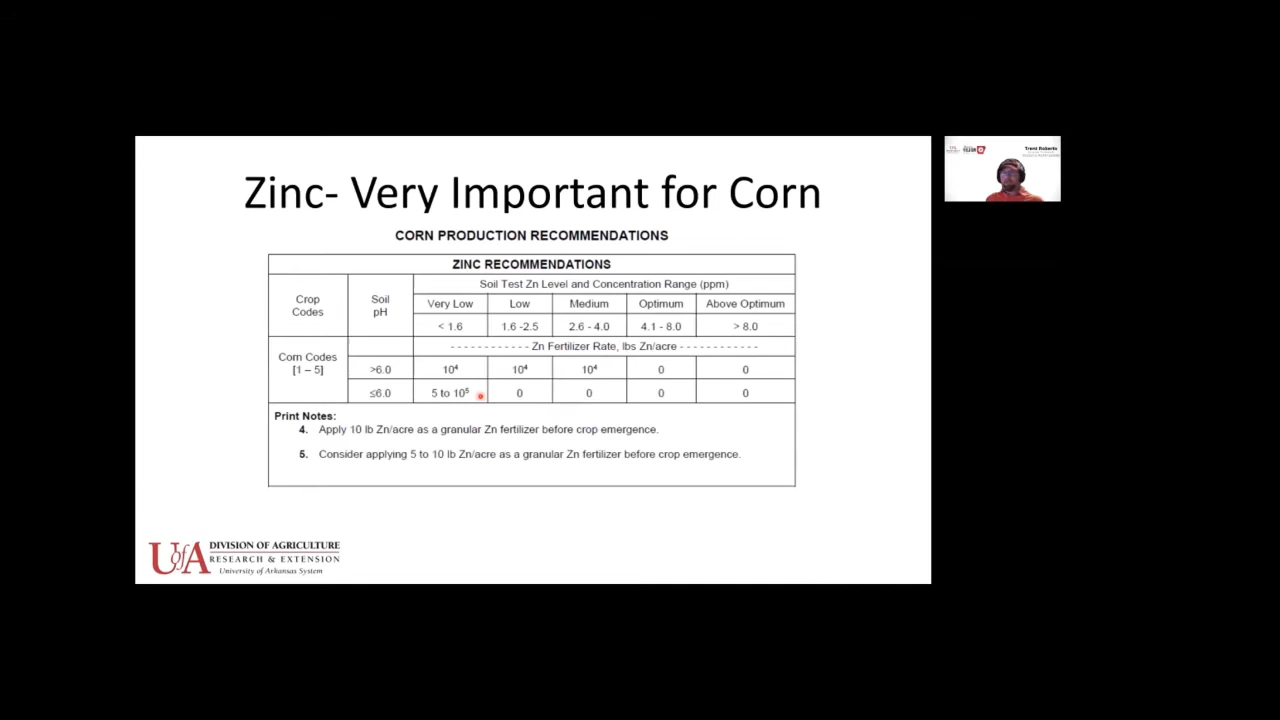 Zinc- Very Important for Corn
CORN PRODUCTION RECOMMENDATIONS
ZINC RECOMMENDATIONS
Crop Codes
Soil pH
Soil Test Zn Level and Concentration Range (ppm)
Very Low Low Medium Optimum Above Optimum
< 1.6 1.6 -2.5 2.6 - 4.0 4.1 - 8.0 > 8.0
Corn Codes
[1 – 5]
- - - - - - - - - - - - Zn Fertilizer Rate, lbs Zn/acre - - - - - - - - - - - -
>6.0 10⁴ 10⁴ 10⁴ 0 0
≤6.0 5 to 10⁵ 0 0 0 0
Print Notes:
4. Apply 10 lb Zn/acre as a granular Zn fertilizer before crop emergence.
5. Consider applying 5 to 10 lb Zn/acre as a granular Zn fertilizer before crop emergence.
UofA DIVISION OF AGRICULTURE
RESEARCH & EXTENSION
University of Arkansas System
Trent Roberts